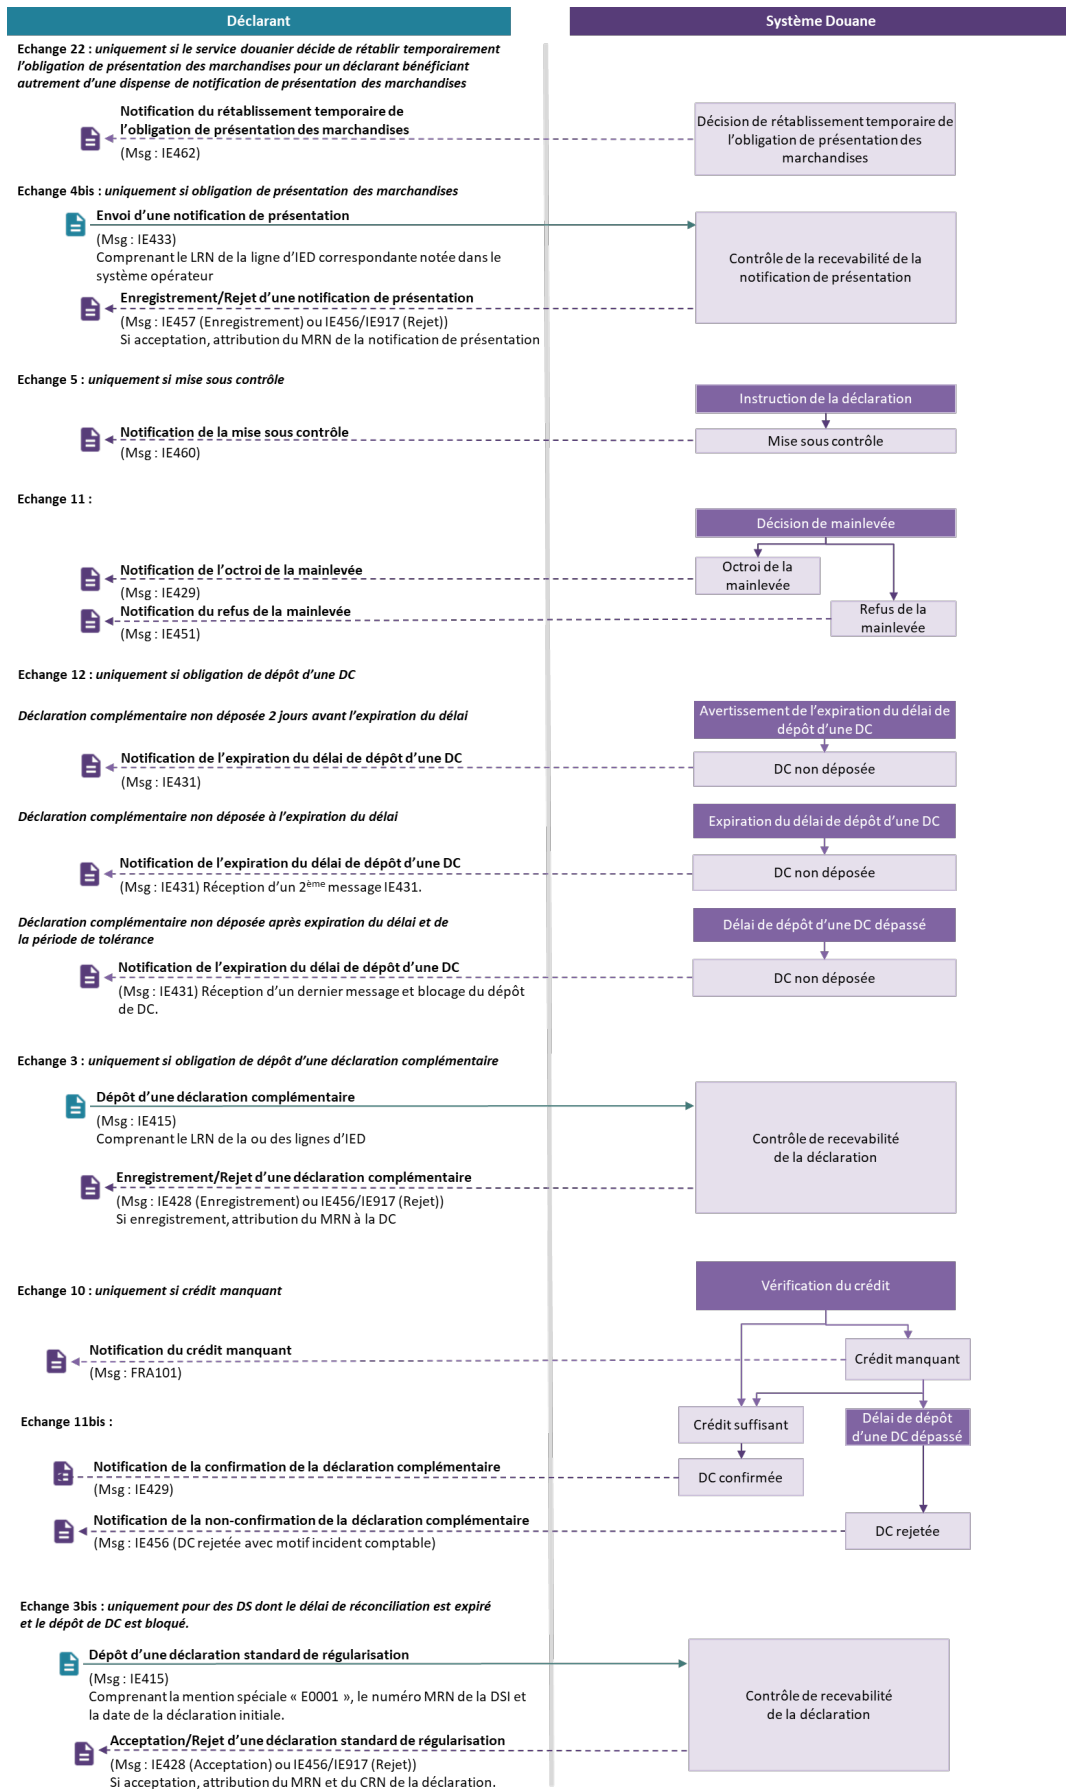 Déclarant
Système Douane
Echange 22 : uniquement si le service douanier décide de rétablir temporairement
l’obligation de présentation des marchandises pour un déclarant bénéficiant
autrement d’une dispense de notification de présentation des marchandises
Notification du rétablissement temporaire de
l’obligation de présentation des marchandises
(Msg : IE462)
Décision de rétablissement temporaire de
l’obligation de présentation des
marchandises
Echange 4bis : uniquement si obligation de présentation des marchandises
Envoi d’une notification de présentation
(Msg : IE433)
Comprenant le LRN de la ligne d’IED correspondante notée dans le
système opérateur
Contrôle de la recevabilité de la
notification de présentation
Enregistrement/Rejet d’une notification de présentation
(Msg : IE457 (Enregistrement) ou IE456/IE917 (Rejet))
Si acceptation, attribution du MRN de la notification de présentation
Echange 5 : uniquement si mise sous contrôle
Instruction de la déclaration
Notification de la mise sous contrôle
(Msg : IE460)
Mise sous contrôle
Echange 11 :
Décision de mainlevée
Notification de l’octroi de la mainlevée
(Msg : IE429)
Octroi de la
mainlevée
Notification du refus de la mainlevée
(Msg : IE451)
Refus de la
mainlevée
Echange 12 : uniquement si obligation de dépôt d’une DC
Déclaration complémentaire non déposée 2 jours avant l’expiration du délai
Avertissement de l’expiration du délai de
dépôt d’une DC
Notification de l’expiration du délai de dépôt d’une DC
(Msg : IE431)
DC non déposée
Déclaration complémentaire non déposée à l’expiration du délai
Expiration du délai de dépôt d’une DC
Notification de l’expiration du délai de dépôt d’une DC
(Msg : IE431) Réception d’un 2ème message IE431.
DC non déposée
Déclaration complémentaire non déposée après expiration du délai et de
la période de tolérance
Délai de dépôt d’une DC dépassé
Notification de l’expiration du délai de dépôt d’une DC
(Msg : IE431) Réception d’un dernier message et blocage du dépôt
de DC.
DC non déposée
Echange 3 : uniquement si obligation de dépôt d’une déclaration complémentaire
Dépôt d’une déclaration complémentaire
(Msg : IE415)
Comprenant le LRN de la ou des lignes d’IED
Contrôle de recevabilité
de la déclaration
Enregistrement/Rejet d’une déclaration complémentaire
(Msg : IE428 (Enregistrement) ou IE456/IE917 (Rejet))
Si enregistrement, attribution du MRN à la DC
Echange 10 : uniquement si crédit manquant
Vérification du crédit
Notification du crédit manquant
(Msg : FRA101)
Crédit manquant
Echange 11bis :
Crédit suffisant
Délai de dépôt
d’une DC dépassé
Notification de la confirmation de la déclaration complémentaire
(Msg : IE429)
DC confirmée
Notification de la non-confirmation de la déclaration complémentaire
(Msg : IE456 (DC rejetée avec motif incident comptable)
DC rejetée
Echange 3bis : uniquement pour des DS dont le délai de réconciliation est expiré
et le dépôt de DC est bloqué.
Dépôt d’une déclaration standard de régularisation
(Msg : IE415)
Comprenant la mention spéciale « E0001 », le numéro MRN de la DSI et
la date de la déclaration initiale.
Contrôle de recevabilité
de la déclaration
Acceptation/Rejet d’une déclaration standard de régularisation
(Msg : IE428 (Acceptation) ou IE456/IE917 (Rejet))
Si acceptation, attribution du MRN et du CRN de la déclaration.